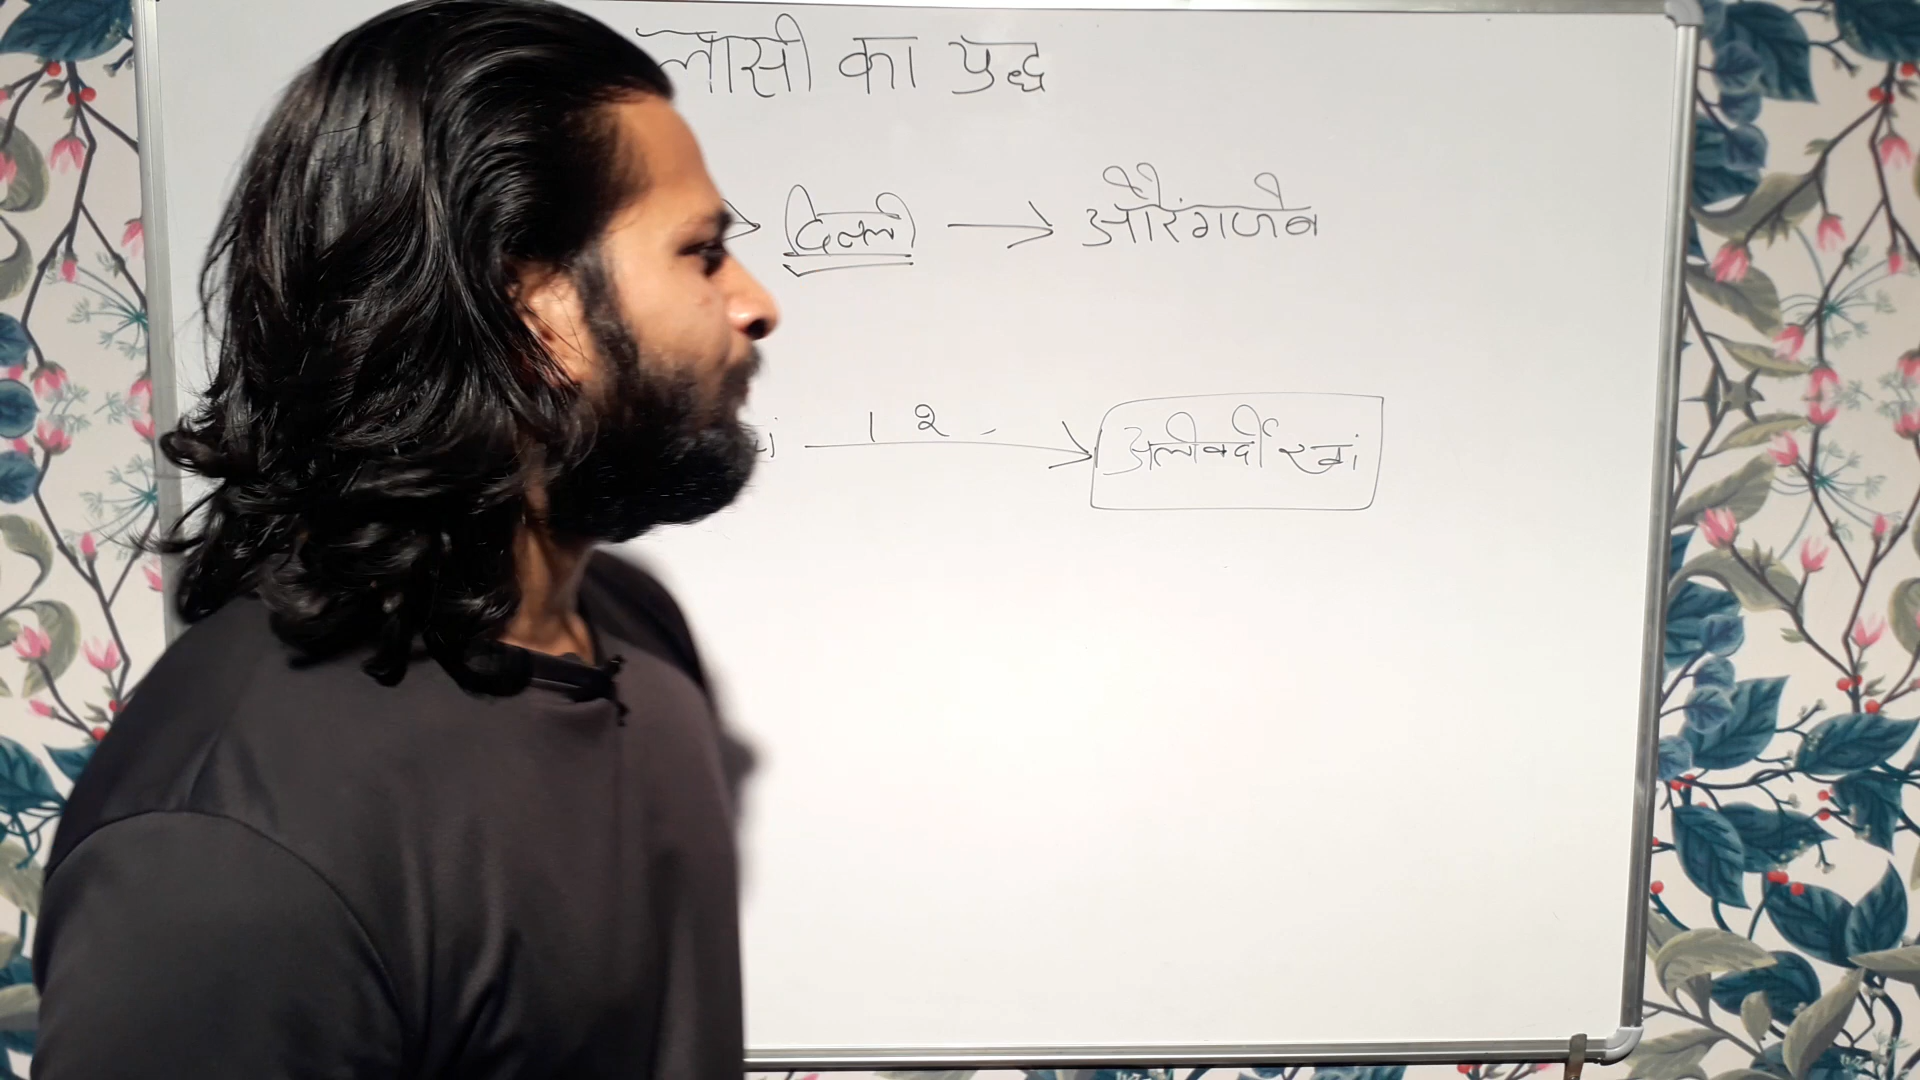 लासी का युद्ध
→ दिल्ली → औरंगजेब
1 2 → अलीवर्दी खां